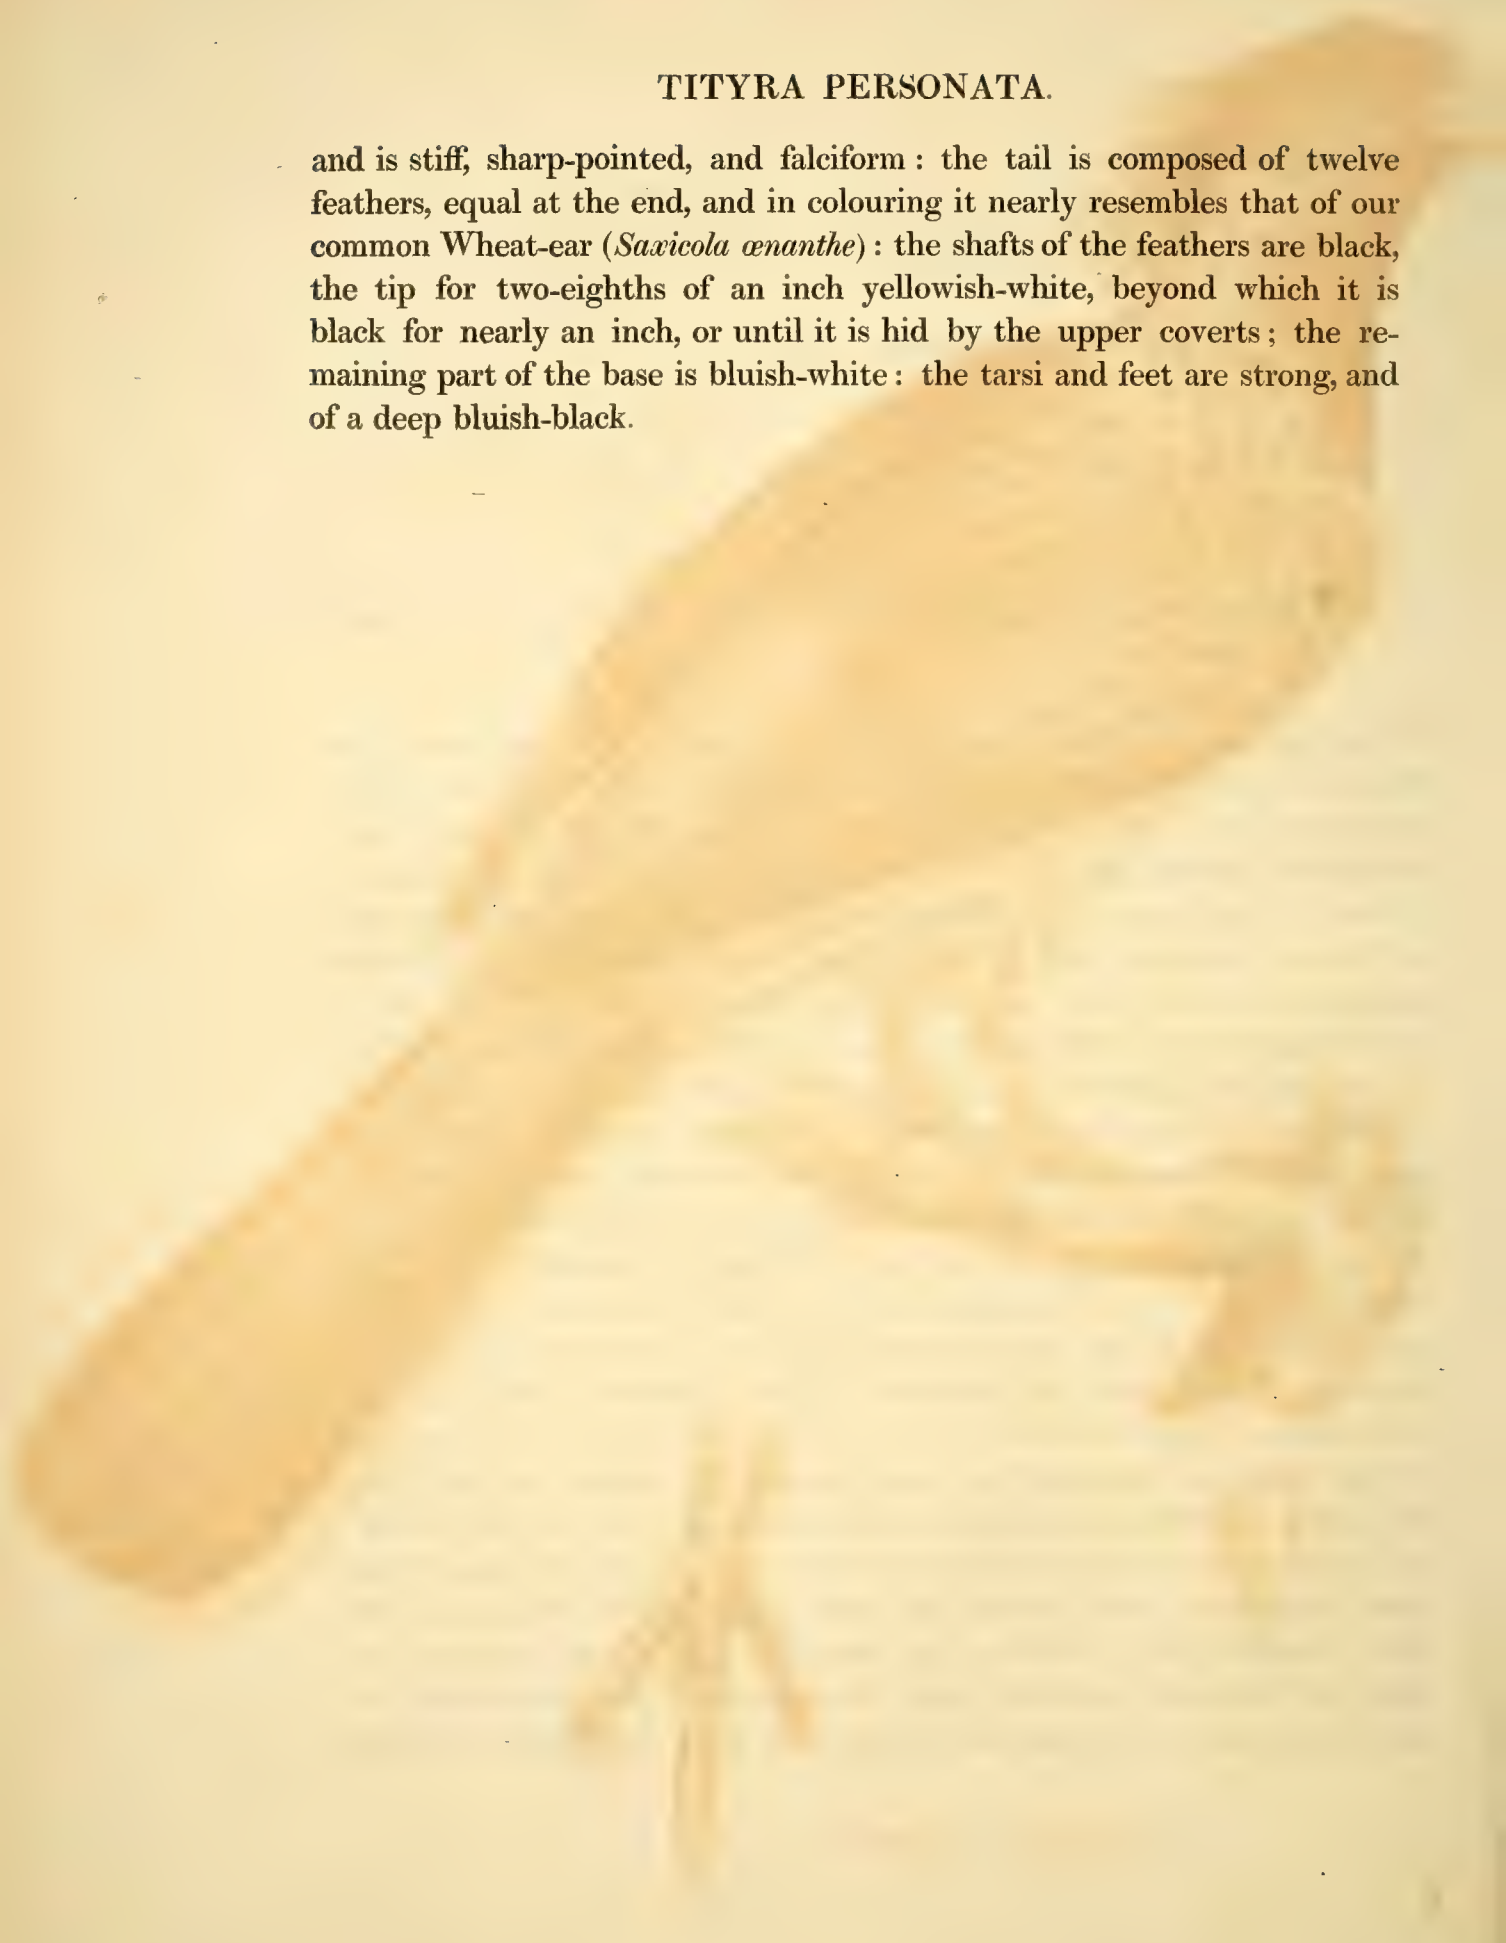 TITYRA PERSONATA.
and is stiff, sharp-pointed, and falciform : the tail is composed of twelve
feathers, equal at the end, and in colouring it nearly resembles that of our
common Wheat-ear (Saxicola œnanthe) : the shafts of the feathers are black,
the tip for two-eighths of an inch yellowish-white, beyond which it is
black for nearly an inch, or until it is hid by the upper coverts ; the re-
maining part of the base is bluish-white : the tarsi and feet are strong, and
of a deep bluish-black.